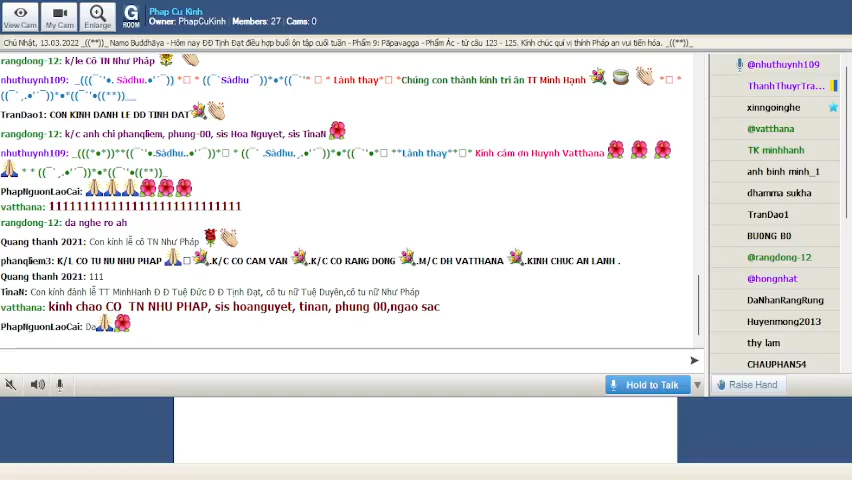 View Cam
My Cam
Enlarge
G
ROOM
Phap Cu Kinh
Owner: PhapCuKinh Members: 27 Cams: 0
Chủ Nhật, 13.03.2022 _((**)_ Namo Buddhāya - Hôm nay ĐĐ Tịnh Đạt điều hợp buổi ôn tập cuối tuần - Phẩm 9: Pāpavagga - Phẩm Ác - từ câu 123 - 125. Kính chúc quí vị thính Pháp an vui tiến hóa. _((**)_
rangdong-12: k/le Cô TN Như Pháp
nhuthuynh109: _(((¯`'•. Sādhu.•'´¯)) *□ * ((¯`Sādhu´¯))*•*((¯`'*□ * Lành thay*□ *Chúng con thành kính tri ân TT Minh Hạnh *□ *
((¯`,.•'´¯))*•*((¯`'•((**))__
TranDao1: CON KINH DANH LE DD TINH DAT
rangdong-12: k/c anh chi phanqliem, phung-00, sis Hoa Nguyet, sis TinaN
nhuthuynh109: _(((*•*))**((¯`'•.Sādhu..•'´¯))*□ * ((¯` .Sādhu.¸.•'´¯))*•*((¯`'•* **Lành thay**□* Kính cám ơn Huynh Vatthana
* * ((¯`,.•'´¯))*•*((¯`'•((**))_
PhapNguonLaoCai:
vatthana: 11111111111111111111111111111
rangdong-12: da nghe ro ah
Quang thanh 2021: Con kính lễ cô TN Như Pháp
phanqliem3: K/L CO TU NU NHU PHAP □ .K/C CO CAM VAN .K/C CO RANG DONG .M/C DH VATTHANA .KINH CHUC AN LANH .
Quang thanh 2021: 111
TinaN: Con kính đảnh lễ TT MinhHạnh Đ Đ Tuệ Đức Đ Đ Tịnh Đạt, cô tu nữ Tuệ Duyên,cô tu nữ Như Pháp
vatthana: kinh chao CO TN NHU PHAP, sis hoanguyet, tinan, phung 00,ngao sac
PhapNguonLaoCai: Da
Hold to Talk
@nhuthuynh109
ThanhThuyrTra...
xinngoinghe
@vatthana
TK minhhanh
anh binh minh_1
dhamma sukha
TranDao1
BUÔNG BỎ
@rangdong-12
@hongnhat
DaNhanRangRung
Huyenmong2013
thy lam
CHAUPHAN54
Raise Hand